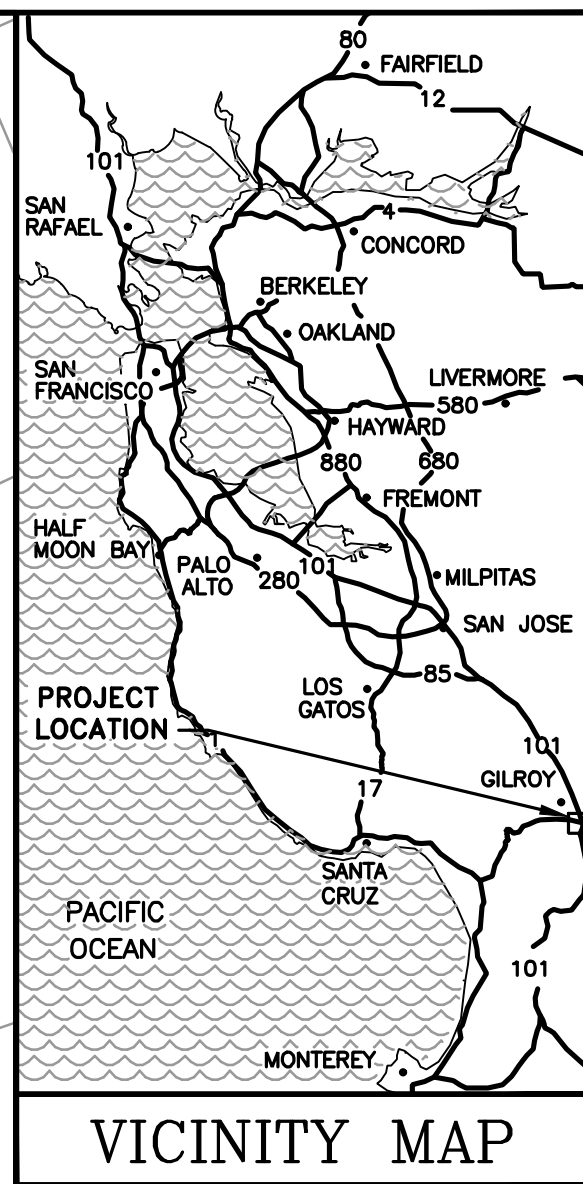 80
FAIRFIELD
12
101
SAN
RAFAEL
4
CONCORD
BERKELEY
OAKLAND
SAN
FRANCISCO
LIVERMORE
580
HAYWARD
880
680
FREMONT
HALF
MOON BAY
PALO
ALTO
280
101
MILPITAS
SAN JOSE
85
LOS
GATOS
PROJECT
LOCATION
1
101
GILROY
17
SANTA
CRUZ
PACIFIC
OCEAN
101
MONTEREY
VICINITY MAP